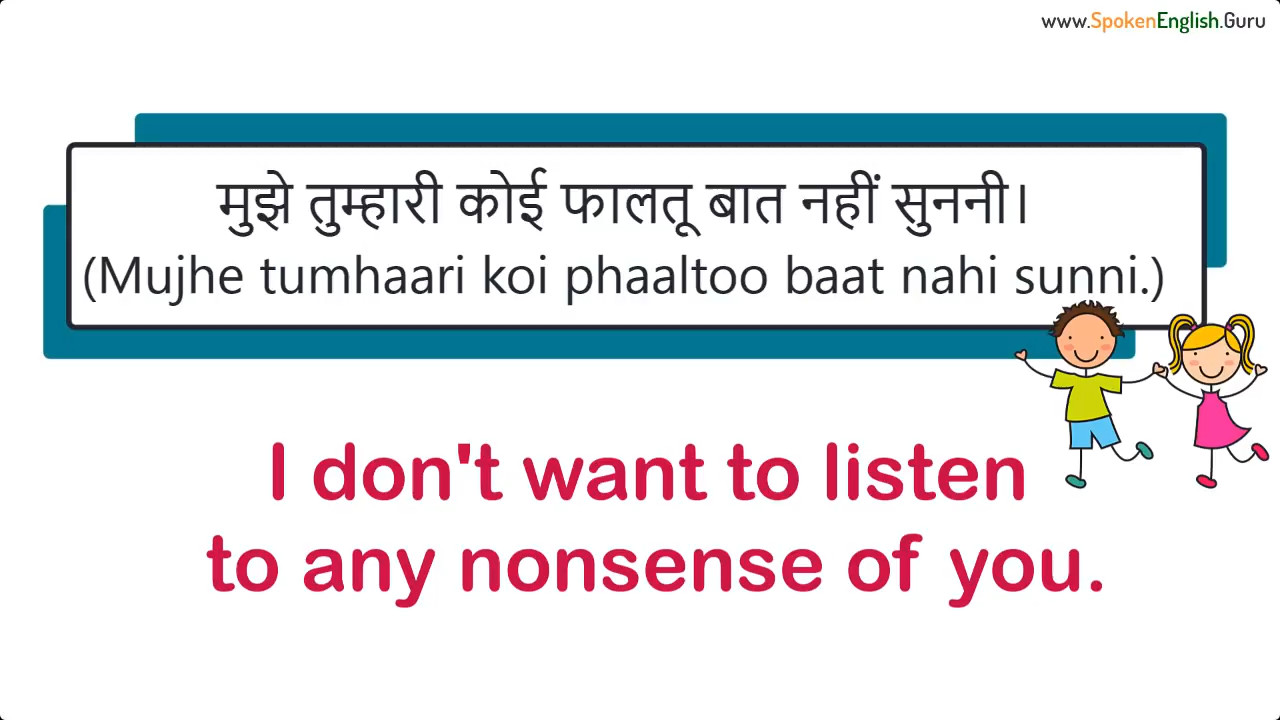 www.SpokenEnglish.Guru
मुझे तुम्हारी कोई फालतू बात नहीं सुननी।
(Mujhe tumhaari koi phaaltoo baat nahi sunni.)
I don't want to listen
to any nonsense of you.